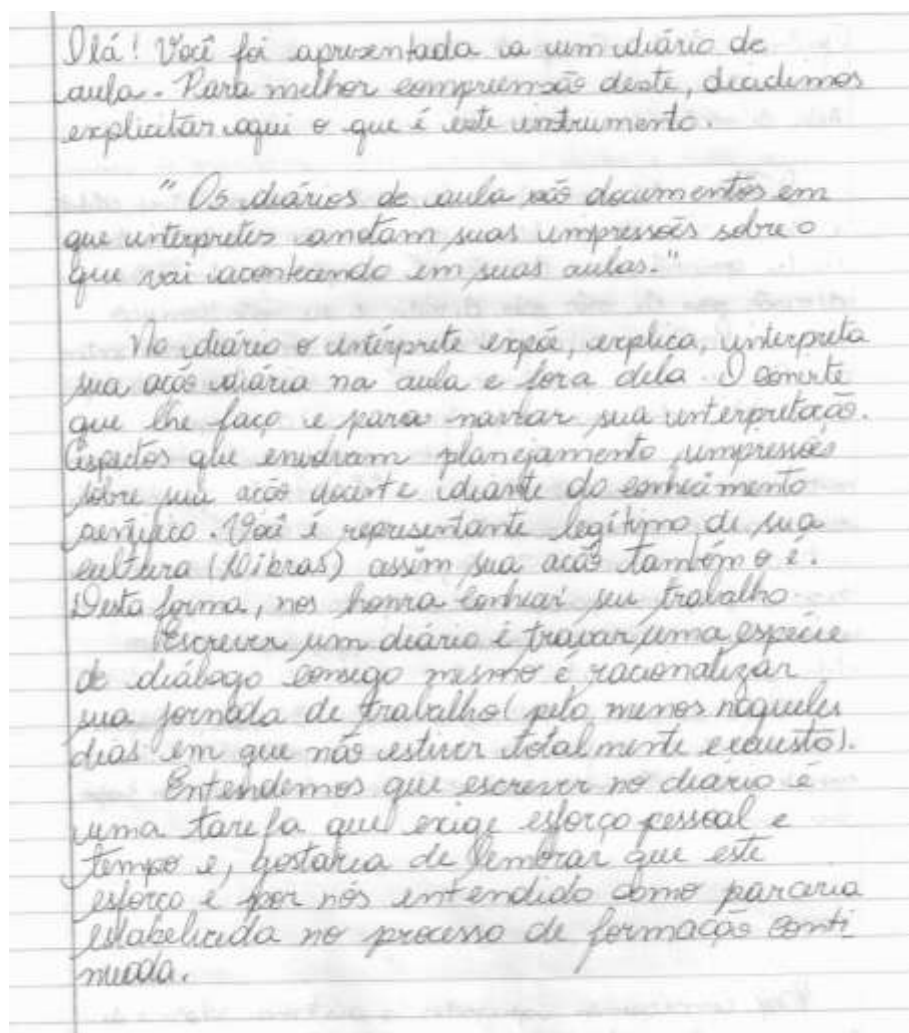 Olá! Você foi apresentada a um diário de
aula. Para melhor compreensão deste, decidimos
explicitar aqui o que é este instrumento.
"Os diários de aula são documentos em
que interpretes anotam suas impressões sobre o
que vai acontecendo em suas aulas."
No diário o intérprete expõe, explica, interpreta
sua ação diária na aula e fora dela. O convite
que lhe faço é para narrar sua interpretação.
Aspectos que envolvam planejamento, impressões
sobre sua ação docente diante do conhecimento
científico. Você é representante legítimo de sua
cultura (Libras) assim sua ação também o é.
Desta forma, nos honra conhecer seu trabalho
Escrever um diário é travar uma espécie
de diálogo consigo mesmo é racionalizar
sua jornada de trabalho (pelo menos naqueles
dias em que não estiver totalmente exausto).
Entendemos que escrever no diário é
uma tarefa que exige esforço pessoal e
tempo e, gostaria de lembrar que este
esforço é por nós entendido como parceria
estabelecida no processo de formação conti
nuada.